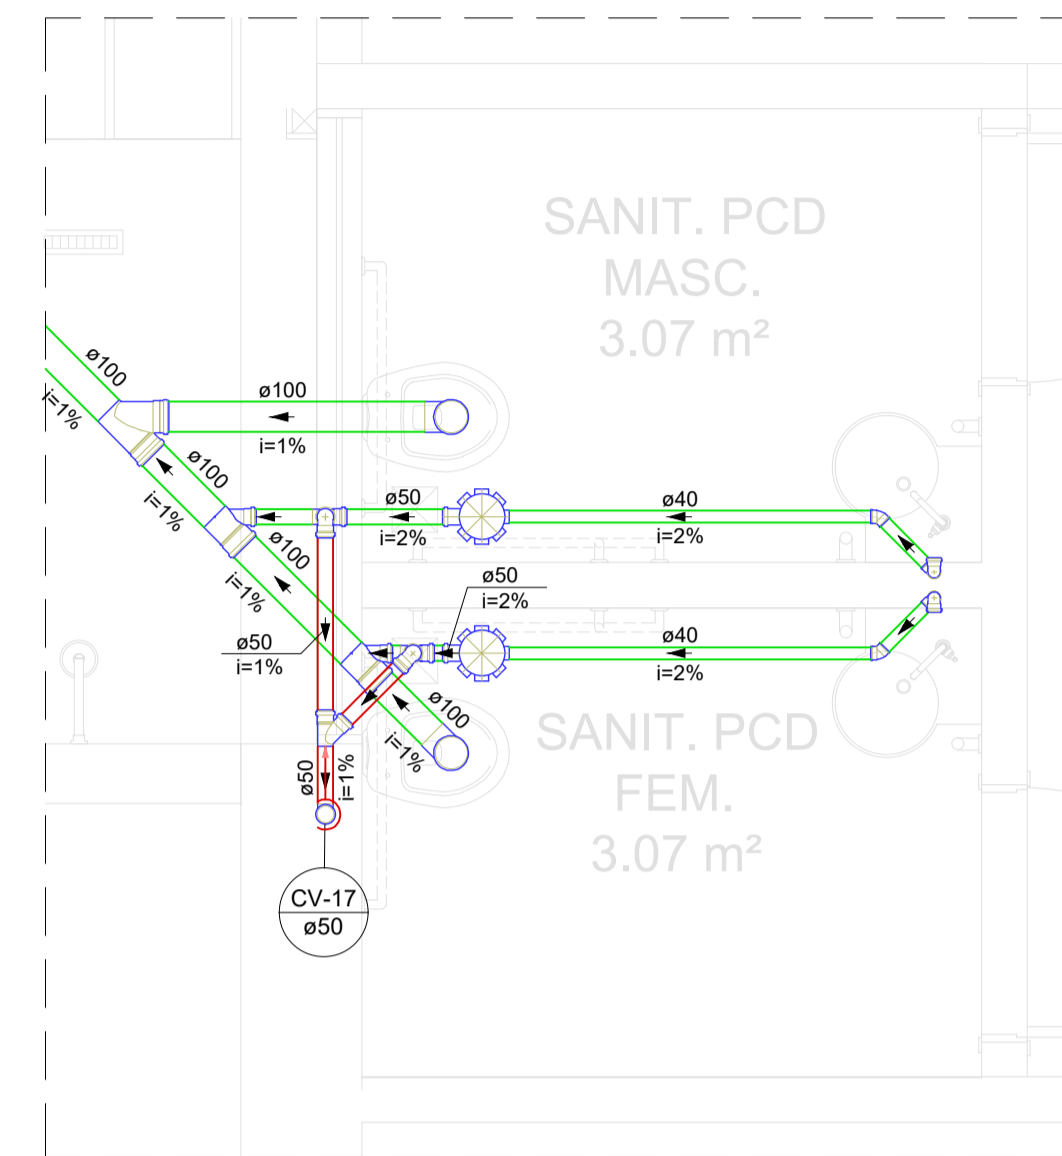 SANIT. PCD
MASC.
3.07 m²
ø100
i=1%
ø100
i=1%
ø100
i=1%
ø50
i=2%
ø40
i=2%
ø100
i=1%
ø50
i=2%
ø50
i=1%
ø40
i=2%
ø100
i=1%
SANIT. PCD
FEM.
3.07 m²
ø50
i=1%
CV-17
ø50